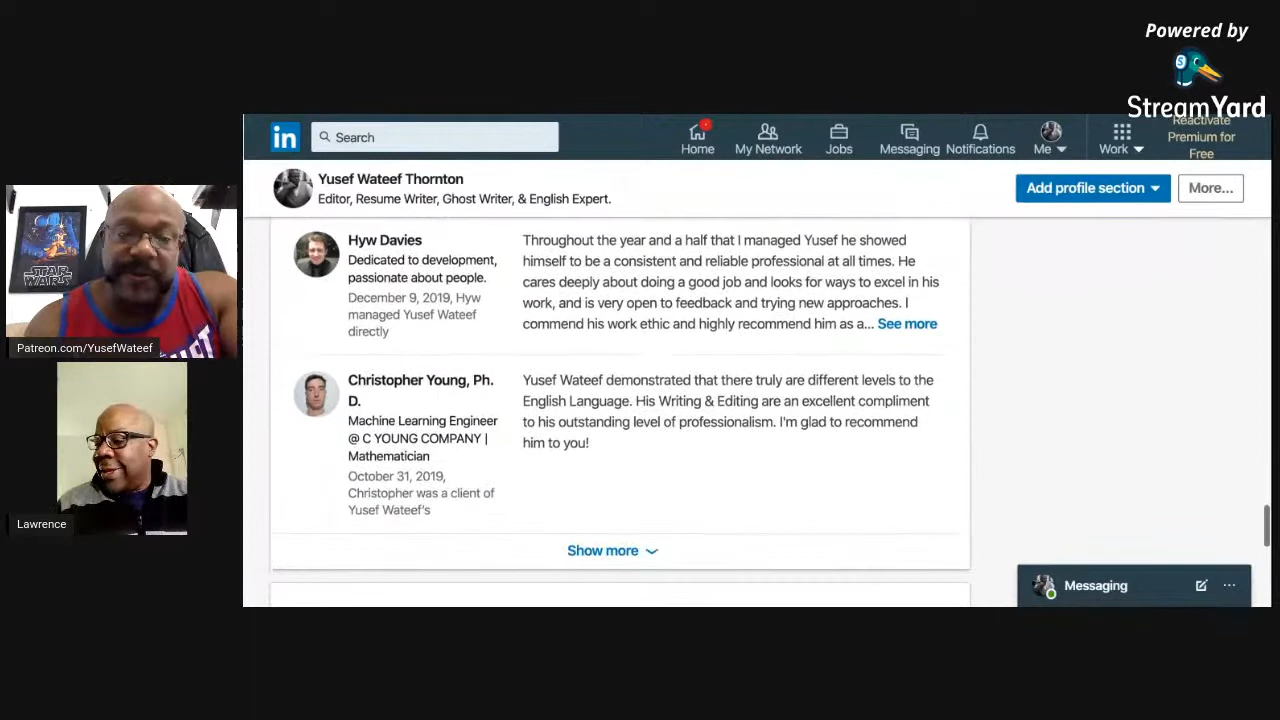 Powered by
StreamYard
in
Search
Home
My Network
Jobs
Messaging
Notifications
Me
Work
Reactivate
Premium for
Free
Yusef Wateef Thornton
Editor, Resume Writer, Ghost Writer, & English Expert.
Add profile section
More...
Hyw Davies
Dedicated to development,
passionate about people.
December 9, 2019, Hyw
managed Yusef Wateef
directly
Throughout the year and a half that I managed Yusef he showed
himself to be a consistent and reliable professional at all times. He
cares deeply about doing a good job and looks for ways to excel in his
work, and is very open to feedback and trying new approaches. I
commend his work ethic and highly recommend him as a... See more
Christopher Young, Ph.
D.
Machine Learning Engineer
@ C YOUNG COMPANY |
Mathematician
October 31, 2019,
Christopher was a client of
Yusef Wateef's
Yusef Wateef demonstrated that there truly are different levels to the
English Language. His Writing & Editing are an excellent compliment
to his outstanding level of professionalism. I'm glad to recommend
him to you!
Show more
Messaging
STAR
WARS
Patreon.com/YusefWateef
Lawrence